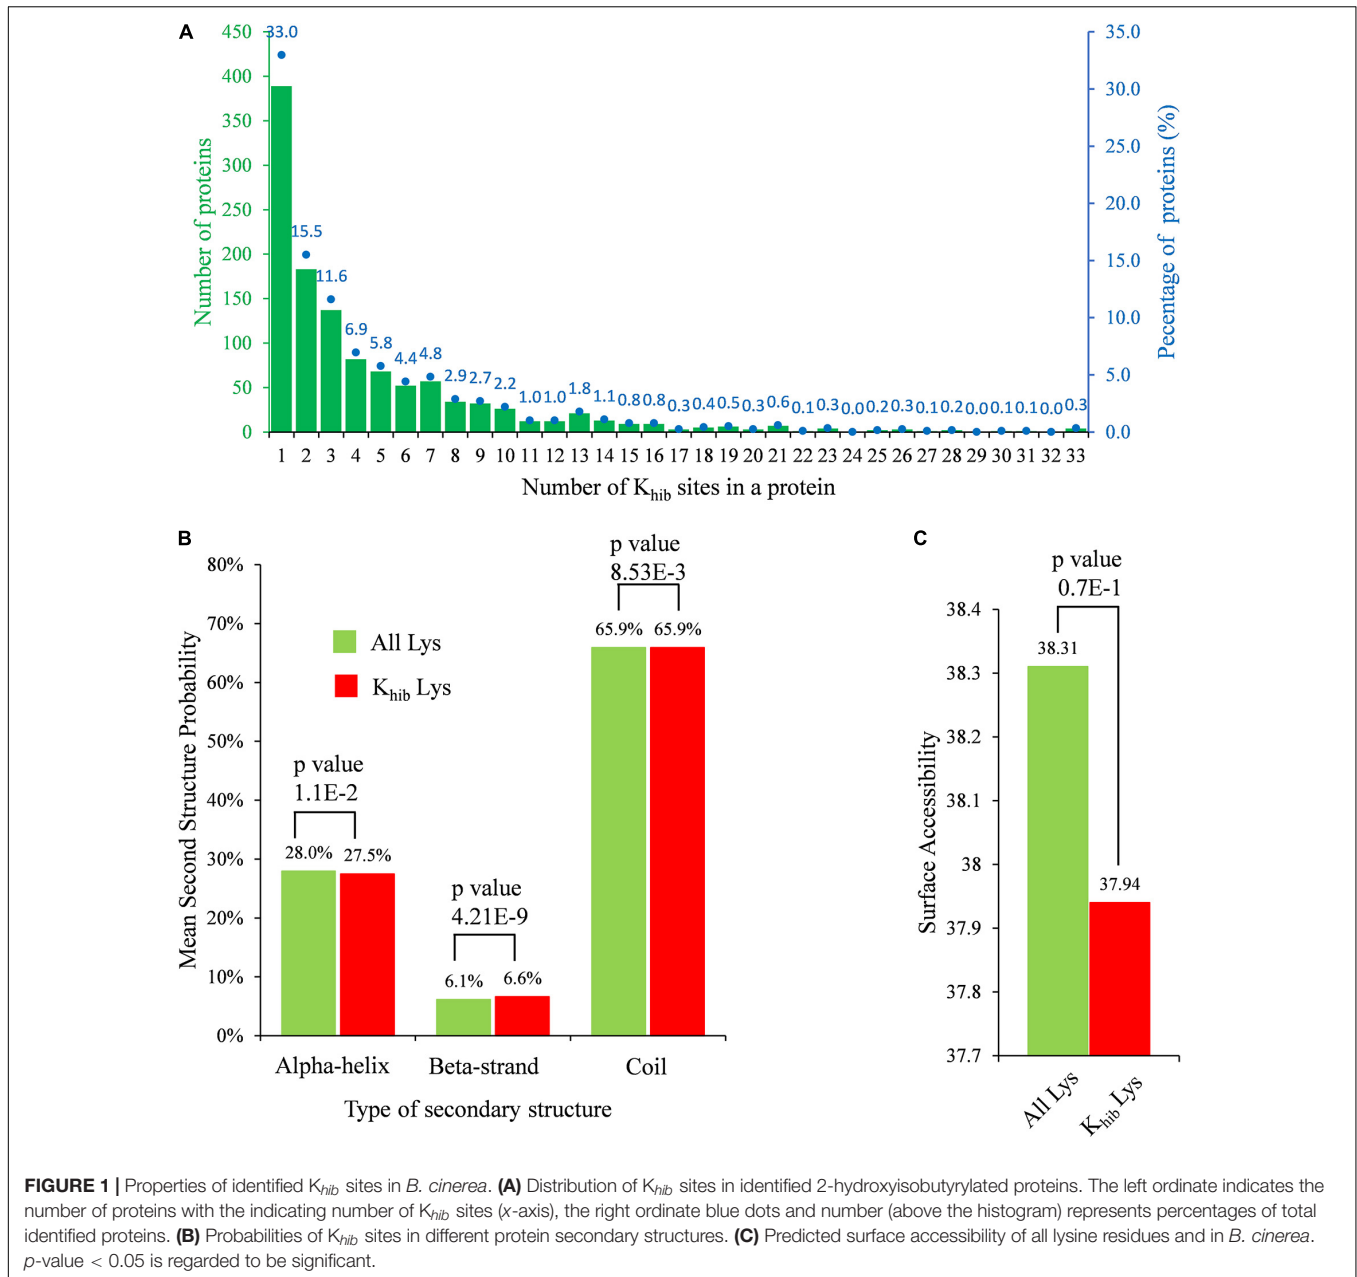 A
450
400
350
300
250
200
150
100
50
0
Number of proteins
33.0
15.5
11.6
6.9
5.8
4.4
4.8
2.9
2.7
2.2
1.0
1.0
1.8
1.1
0.8
0.8
0.3
0.4
0.5
0.3
0.6
0.1
0.3
0.0
0.2
0.3
0.1
0.2
0.0
0.1
0.1
0.0
0.3
35.0
30.0
25.0
20.0
15.0
10.0
5.0
0.0
Pecentage of proteins (%)
1 2 3 4 5 6 7 8 9 10 11 12 13 14 15 16 17 18 19 20 21 22 23 24 25 26 27 28 29 30 31 32 33
Number of Khib sites in a protein
B
80%
70%
60%
50%
40%
30%
20%
10%
0%
Mean Second Structure Probability
All Lys
Khib Lys
p value
1.1E-2
28.0%
27.5%
p value
4.21E-9
6.1%
6.6%
p value
8.53E-3
65.9%
65.9%
Alpha-helix
Beta-strand
Coil
Type of secondary structure
C
p value
0.7E-1
38.4
38.3
38.2
38.1
38
37.9
37.8
37.7
Surface Accessibility
38.31
37.94
All Lys
Khib Lys
FIGURE 1 | Properties of identified Khib sites in B. cinerea. (A) Distribution of Khib sites in identified 2-hydroxyisobutyrylated proteins. The left ordinate indicates the
number of proteins with the indicating number of Khib sites (x-axis), the right ordinate blue dots and number (above the histogram) represents percentages of total
identified proteins. (B) Probabilities of Khib sites in different protein secondary structures. (C) Predicted surface accessibility of all lysine residues and in B. cinerea.
p-value < 0.05 is regarded to be significant.